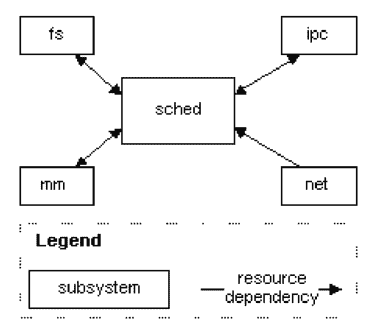 fs
ipc
sched
mm
net
Legend
subsystem
resource
dependency